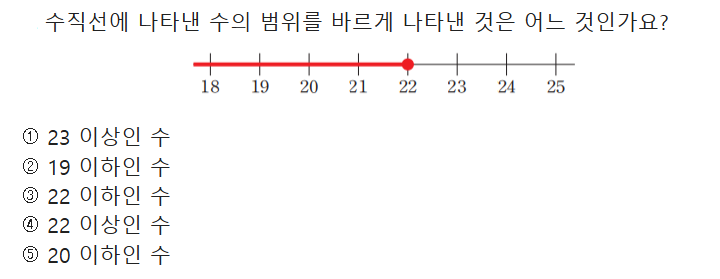 수직선에 나타낸 수의 범위를 바르게 나타낸 것은 어느 것인가요?
18 19 20 21 22 23 24 25
① 23 이상인 수
② 19 이하인 수
③ 22 이하인 수
④ 22 이상인 수
⑤ 20 이하인 수